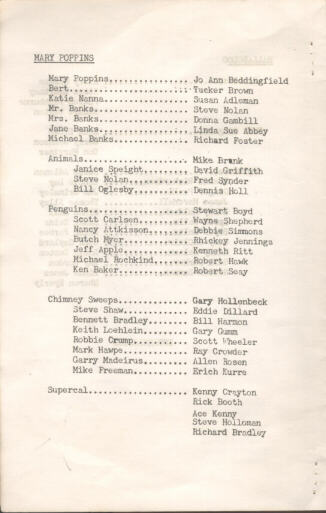 MARY POPPINS
Mary Poppins............... Jo Ann Beddingfield
Bert....................... Tucker Brown
Katie Nanna................ Susan Adleman
Mr. Banks.................. Steve Nolan
Mrs. Banks................. Donna Gambill
Jane Banks................. Linda Sue Abbey
Michael Banks.............. Richard Foster
Animals.................... Mike Bronk
Janice Speight............. David Griffith
Steve Nolan................ Fred Synder
Bill Oglesby............... Dennis Holl
Penguins................... Stewart Boyd
Scott Carlsen.............. Wayne Shepherd
Nancy Attkisson............ Debbie Simmons
Butch Myer................. Rhickey Jennings
Jeff Apple................. Kenneth Ritt
Michael Rochkind........... Robert Hawk
Ken Baker.................. Robert Seay
Chimney Sweeps............. Gary Hollenbeck
Steve Shaw................. Eddie Dillard
Bennett Bradley............ Bill Harmon
Keith Loehlein............. Gary Gumm
Robbie Crump............... Scott Wheeler
Mark Hawpe................. Ray Crowder
Garry Madeirus............. Allen Rosen
Mike Freeman............... Erich Kurre
Supercal................... Kenny Crayton
Rick Booth
Ace Kenny
Steve Holloman
Richard Bradley